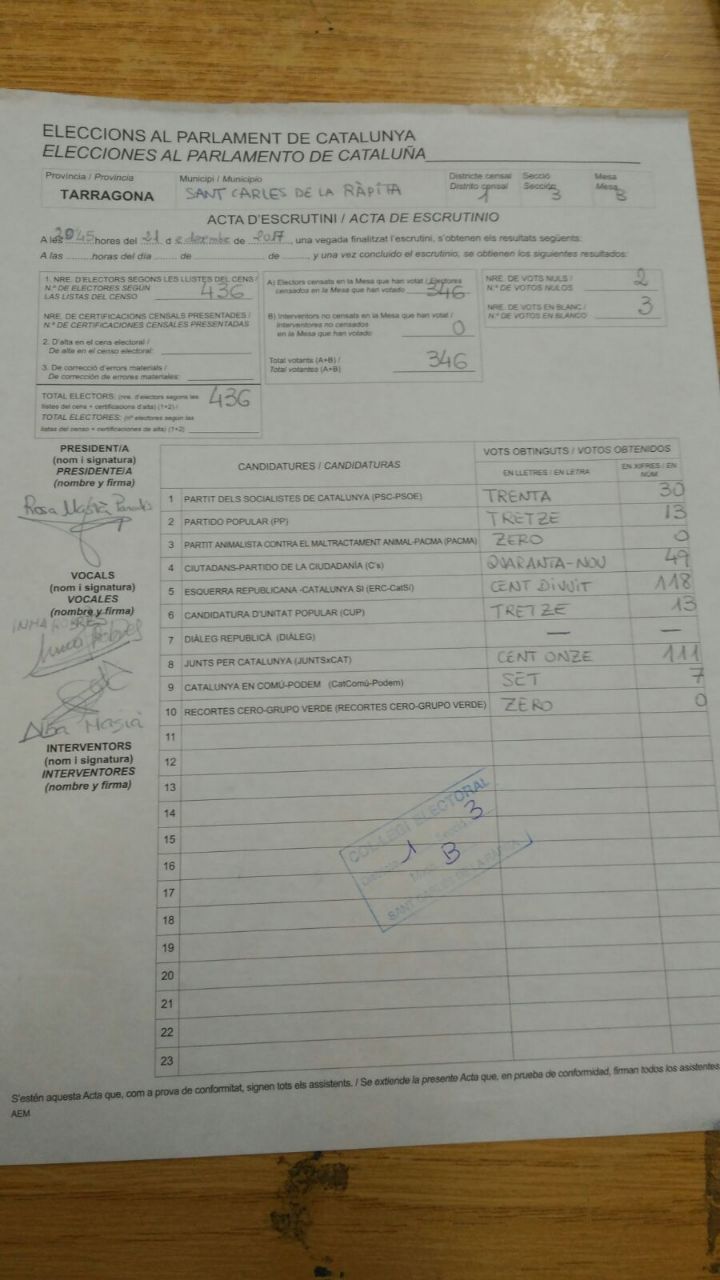 ELECCIONS AL PARLAMENT DE CATALUNYA
ELECCIONES AL PARLAMENTO DE CATALUÑA
Província / Provincia
TARRAGONA
Municipi / Municipio
SANT CARLES DE LA RÀPITA
Districte censal
Distrito censal
1
Secció
Sección
3
Mesa
Mesa
B
ACTA D'ESCRUTINI / ACTA DE ESCRUTINIO
A les 20'45 hores del 21 d e desembre de 2017, una vegada finalitzat l'escrutini, s'obtenen els resultats següents:
A las ........ horas del día ........ de ................ de ........, y una vez concluido el escrutinio, se obtienen los siguientes resultados:
1. NRE. D'ELECTORS SEGONS LES LLISTES DEL CENS /
N.º DE ELECTORES SEGÚN
LAS LISTAS DEL CENSO
436
NRE. DE CERTIFICACIONS CENSALS PRESENTADES /
N.º DE CERTIFICACIONES CENSALES PRESENTADAS
2. D'alta en el cens electoral /
De alta en el censo electoral:
3. De correcció d'errors materials /
De corrección de errores materiales:
TOTAL ELECTORS: (nre. d'electors segons les
llistes del cens + certificacions d'alta) (1+2) /
436
TOTAL ELECTORES: (nº electores según las
listas del censo + certificados de alta) (1+2)
A) Electors censats en la Mesa que han votat / Electores
censados en la Mesa que han votado
346
B) Interventors no censats en la Mesa que han votat /
Interventores no censados
en la Mesa que han votado
0
Total votants (A+B) /
Total votantes (A+B)
346
NRE. DE VOTS NULS /
N.º DE VOTOS NULOS
2
NRE. DE VOTS EN BLANC /
N.º DE VOTOS EN BLANCO
3
PRESIDENT/A
(nom i signatura)
PRESIDENTE/A
(nombre y firma)
Rosa
VOCALS
(nom i signatura)
VOCALES
(nombre y firma)
INMA ROBRES
Alba Masià
INTERVENTORS
(nom i signatura)
INTERVENTORES
(nombre y firma)
CANDIDATURES / CANDIDATURAS
VOTS OBTINGUTS / VOTOS OBTENIDOS
EN LLETRES / EN LETRA
EN XIFRES / EN NÚM
1 PARTIT DELS SOCIALISTES DE CATALUNYA (PSC-PSOE) TRENTA 30
2 PARTIDO POPULAR (PP) TRETZE 13
3 PARTIT ANIMALISTA CONTRA EL MALTRACTAMENT ANIMAL-PACMA (PACMA) ZERO 0
4 CIUTADANS-PARTIDO DE LA CIUDADANÍA (C's) QUARANTA-NOU 49
5 ESQUERRA REPUBLICANA -CATALUNYA SI (ERC-CatSí) CENT DIVUIT 118
6 CANDIDATURA D'UNITAT POPULAR (CUP) TRETZE 13
7 DIÀLEG REPUBLICÀ (DIÀLEG) — —
8 JUNTS PER CATALUNYA (JUNTSxCAT) CENT ONZE 111
9 CATALUNYA EN COMÚ-PODEM (CatComú-Podem) SET 7
10 RECORTES CERO-GRUPO VERDE (RECORTES CERO-GRUPO VERDE) ZERO 0
11
12
13
14
15
16
17
18
19
20
21
22
23
COL·LEGI ELECTORAL
Districte 1 Secció 3
Mesa B
SANT CARLES DE LA RÀPITA
S'estén aquesta Acta que, com a prova de conformitat, signen tots els assistents. / Se extiende la presente Acta que, en prueba de conformidad, firman todos los asistentes
AEM